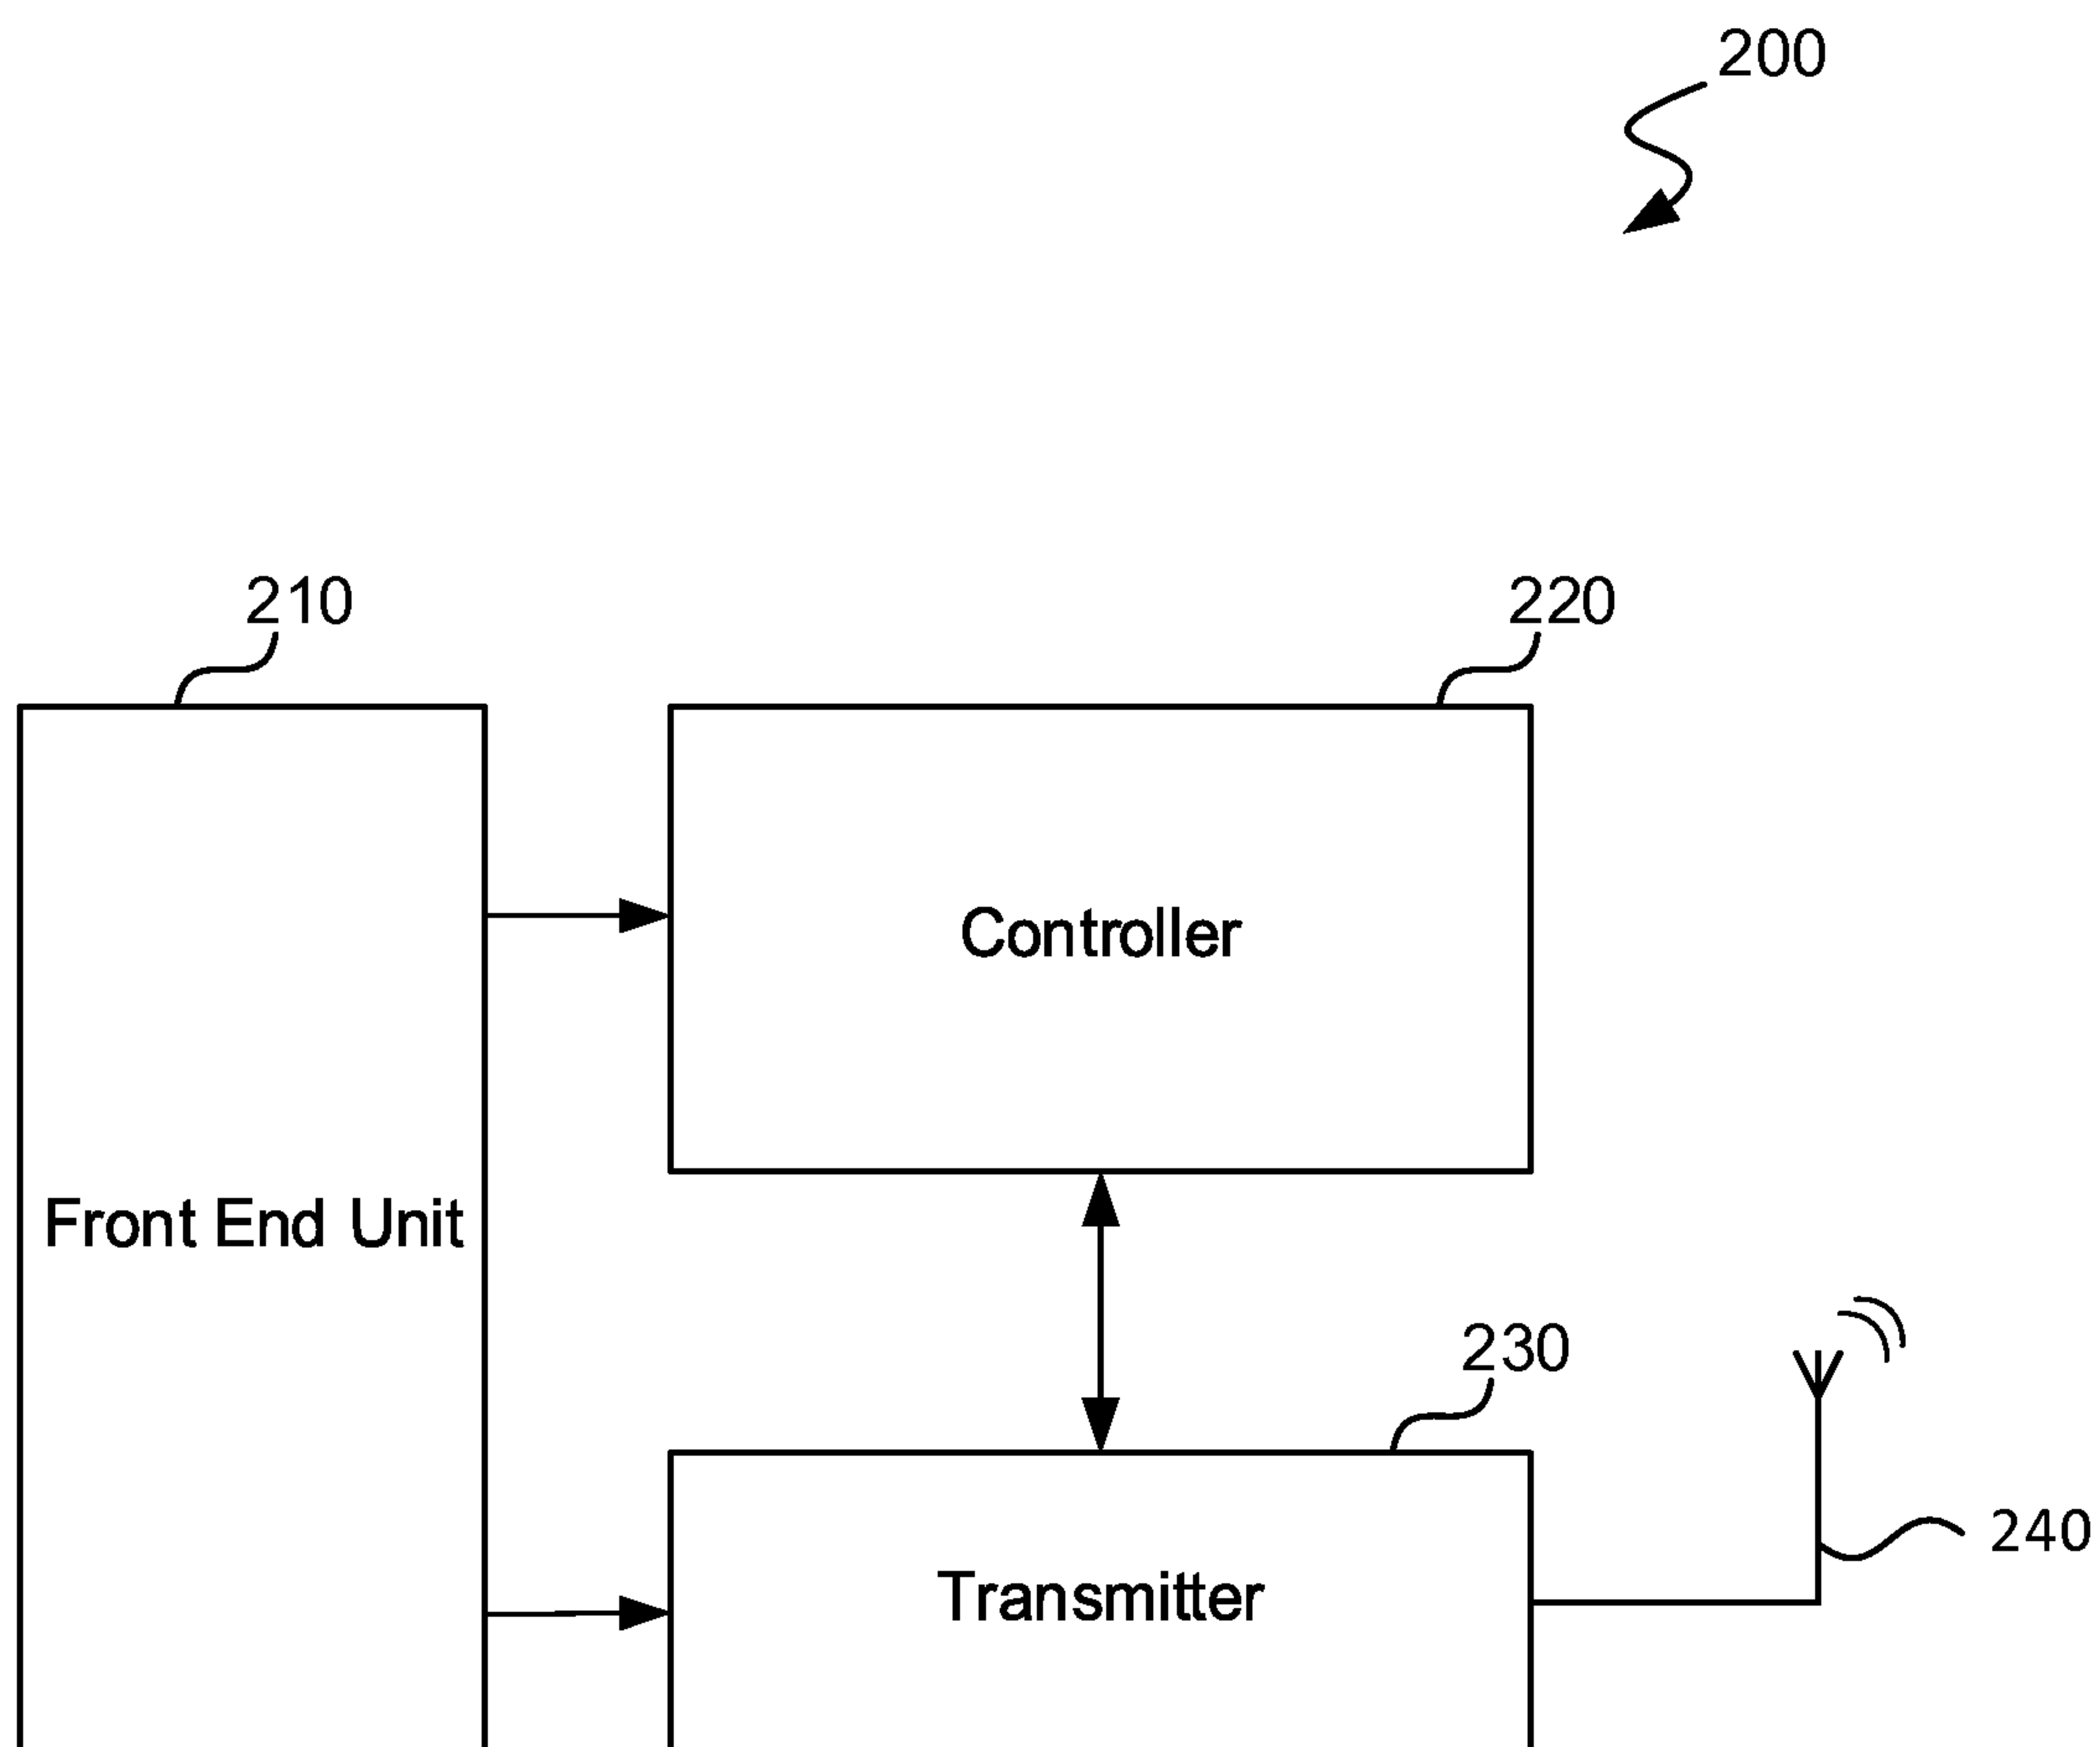 200
210
220
Controller
Front End Unit
230
240
Transmitter